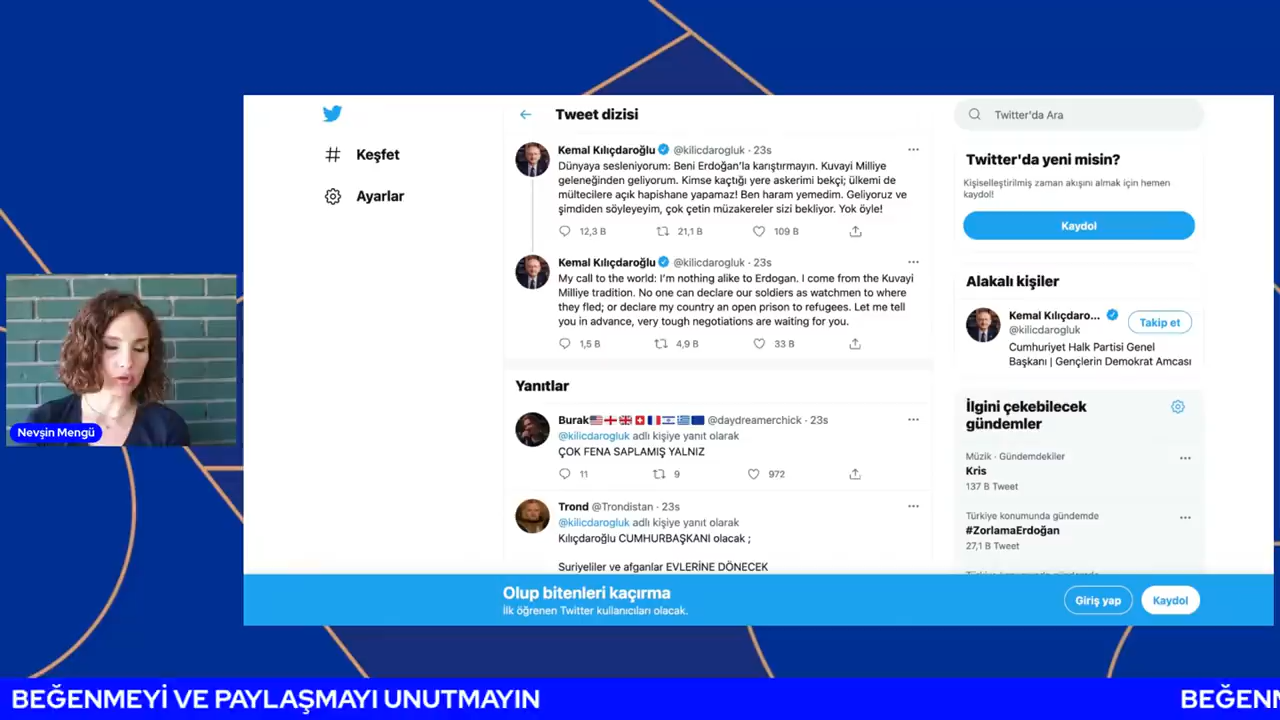 Keşfet
Ayarlar
Tweet dizisi
Kemal Kılıçdaroğlu @kilicdarogluk · 23s
Dünyaya sesleniyorum: Beni Erdoğan'la karıştırmayın. Kuvayi Milliye
geleneğinden geliyorum. Kimse kaçtığı yere askerimi bekçi; ülkemi de
mültecilere açık hapishane yapamaz! Ben haram yemedim. Geliyoruz ve
şimdiden söyleyeyim, çok çetin müzakereler sizi bekliyor. Yok öyle!
12,3 B 21,1 B 109 B
Kemal Kılıçdaroğlu @kilicdarogluk · 23s
My call to the world: I'm nothing alike to Erdogan. I come from the Kuvayi
Milliye tradition. No one can declare our soldiers as watchmen to where
they fled; or declare my country an open prison to refugees. Let me tell
you in advance, very tough negotiations are waiting for you.
1,5 B 4,9 B 33 B
Yanıtlar
Burak @daydreamerchick · 23s
@kilicdarogluk adlı kişiye yanıt olarak
ÇOK FENA SAPLAMIŞ YALNIZ
11 9 972
Trond @Trondistan · 23s
@kilicdarogluk adlı kişiye yanıt olarak
Kılıçdaroğlu CUMHURBAŞKANI olacak ;
Suriyeliler ve afganlar EVLERİNE DÖNECEK
Twitter'da Ara
Twitter'da yeni misin?
Kişiselleştirilmiş zaman akışını almak için hemen
kaydol!
Kaydol
Alakalı kişiler
Kemal Kılıçdaro...
@kilicdarogluk
Takip et
Cumhuriyet Halk Partisi Genel
Başkanı | Gençlerin Demokrat Amcası
İlgini çekebilecek
gündemler
Müzik · Gündemdekiler
Kris
137 B Tweet
Türkiye konumunda gündemde
#ZorlamaErdoğan
27,1 B Tweet
Olup bitenleri kaçırma
İlk öğrenen Twitter kullanıcıları olacak.
Giriş yap
Kaydol
Nevşin Mengü
BEĞENMEYİ VE PAYLAŞMAYI UNUTMAYIN
BEĞENM